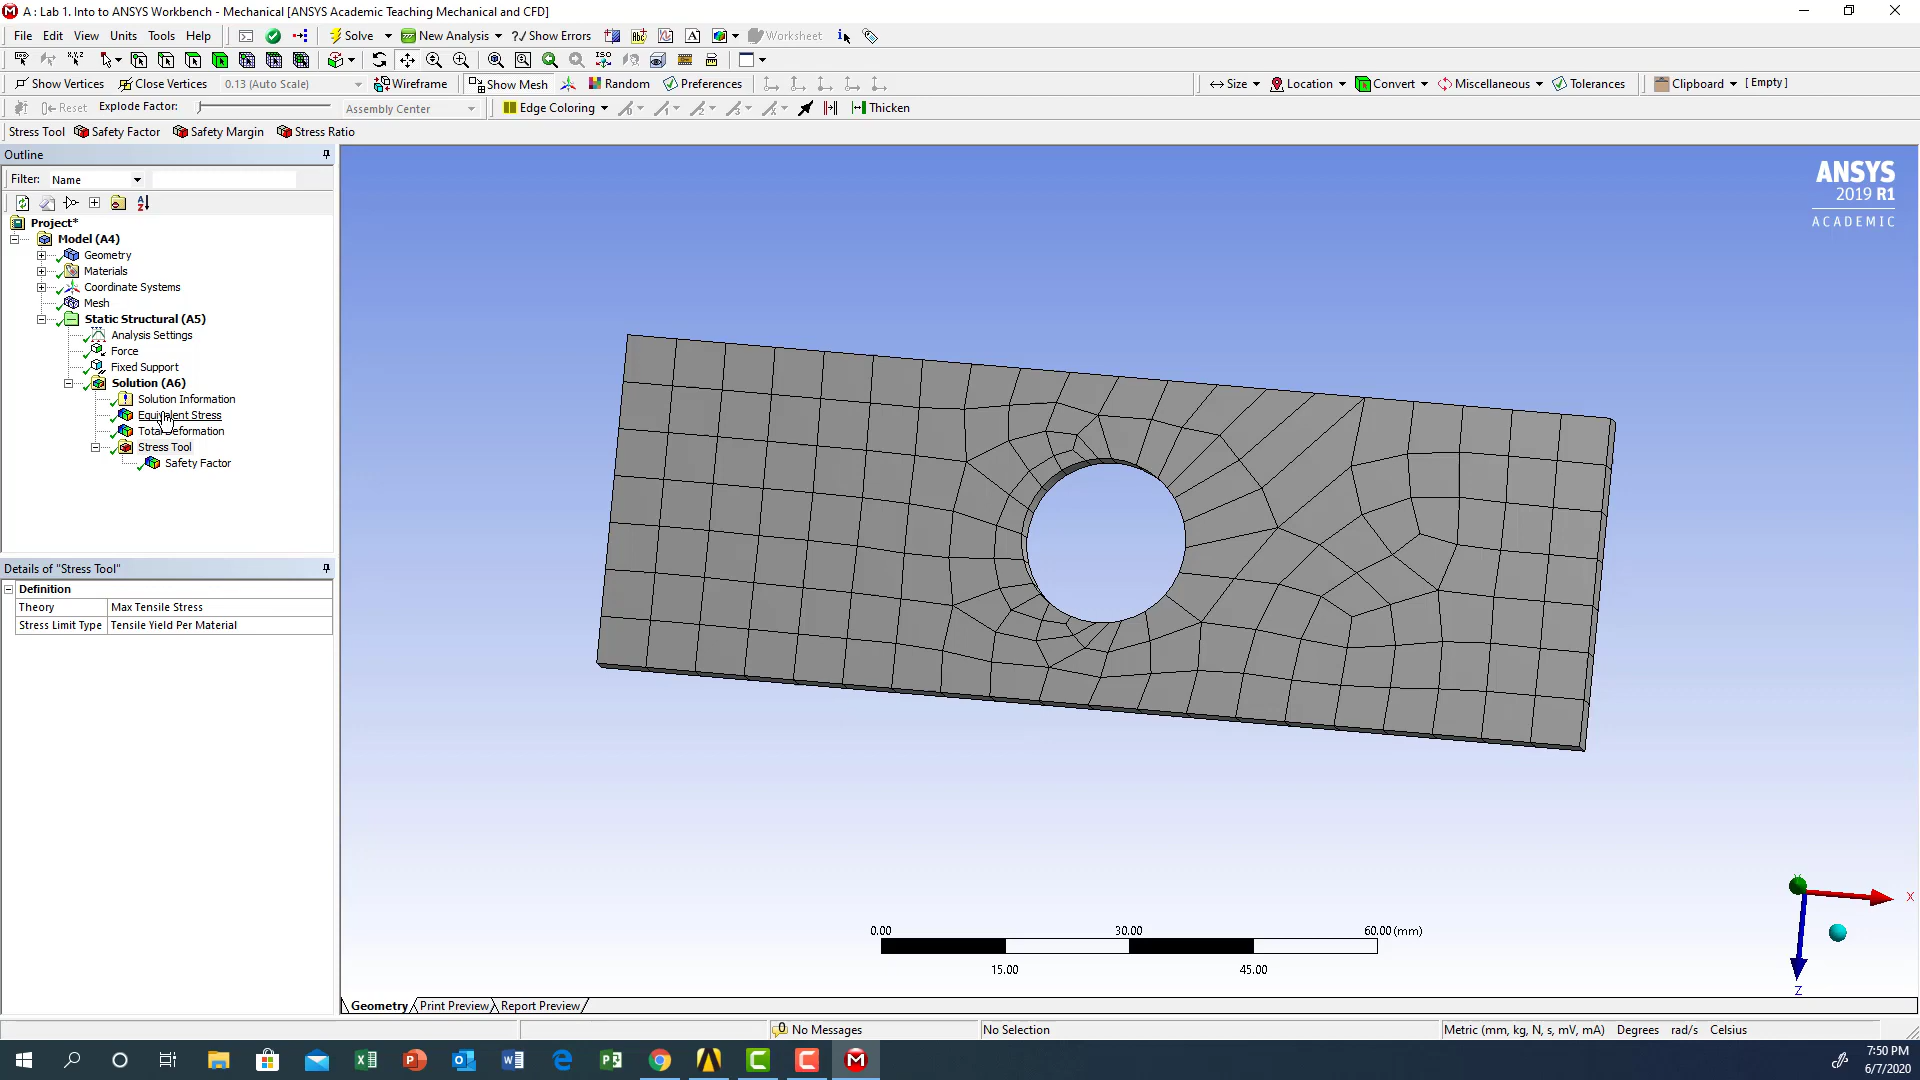 A : Lab 1. Into to ANSYS Workbench - Mechanical [ANSYS Academic Teaching Mechanical and CFD]
File Edit View Units Tools Help Solve New Analysis Show Errors Worksheet
Show Vertices Close Vertices 0.13 (Auto Scale) Wireframe Show Mesh Random Preferences Size Location Convert Miscellaneous Tolerances Clipboard [ Empty ]
Reset Explode Factor: Assembly Center Edge Coloring Thicken
Stress Tool Safety Factor Safety Margin Stress Ratio
Outline
Filter: Name
Project*
Model (A4)
Geometry
Materials
Coordinate Systems
Mesh
Static Structural (A5)
Analysis Settings
Force
Fixed Support
Solution (A6)
Solution Information
Equivalent Stress
Total Deformation
Stress Tool
Safety Factor
Details of "Stress Tool"
Definition
Theory Max Tensile Stress
Stress Limit Type Tensile Yield Per Material
ANSYS
2019 R1
ACADEMIC
0.00 30.00 60.00 (mm)
15.00 45.00
X
Y
Z
Geometry Print Preview Report Preview
No Messages No Selection Metric (mm, kg, N, s, mV, mA) Degrees rad/s Celsius
7:50 PM
6/7/2020